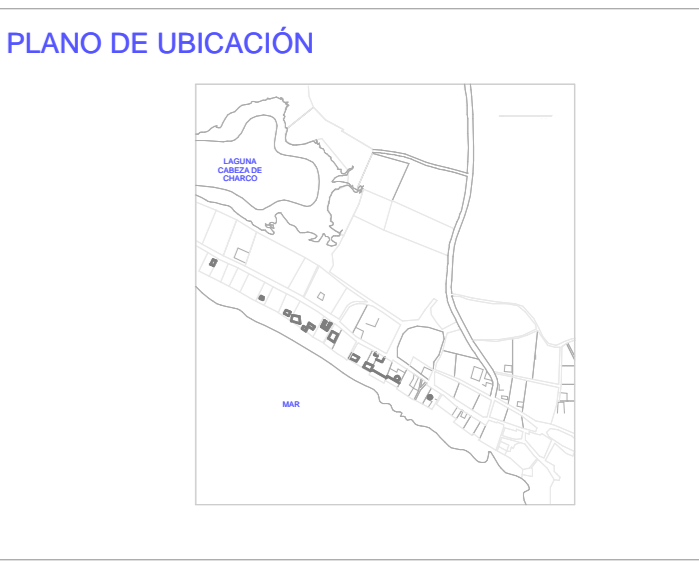 PLANO DE UBICACIÓN
LAGUNA
CABEZA DE
CHARCO
MAR